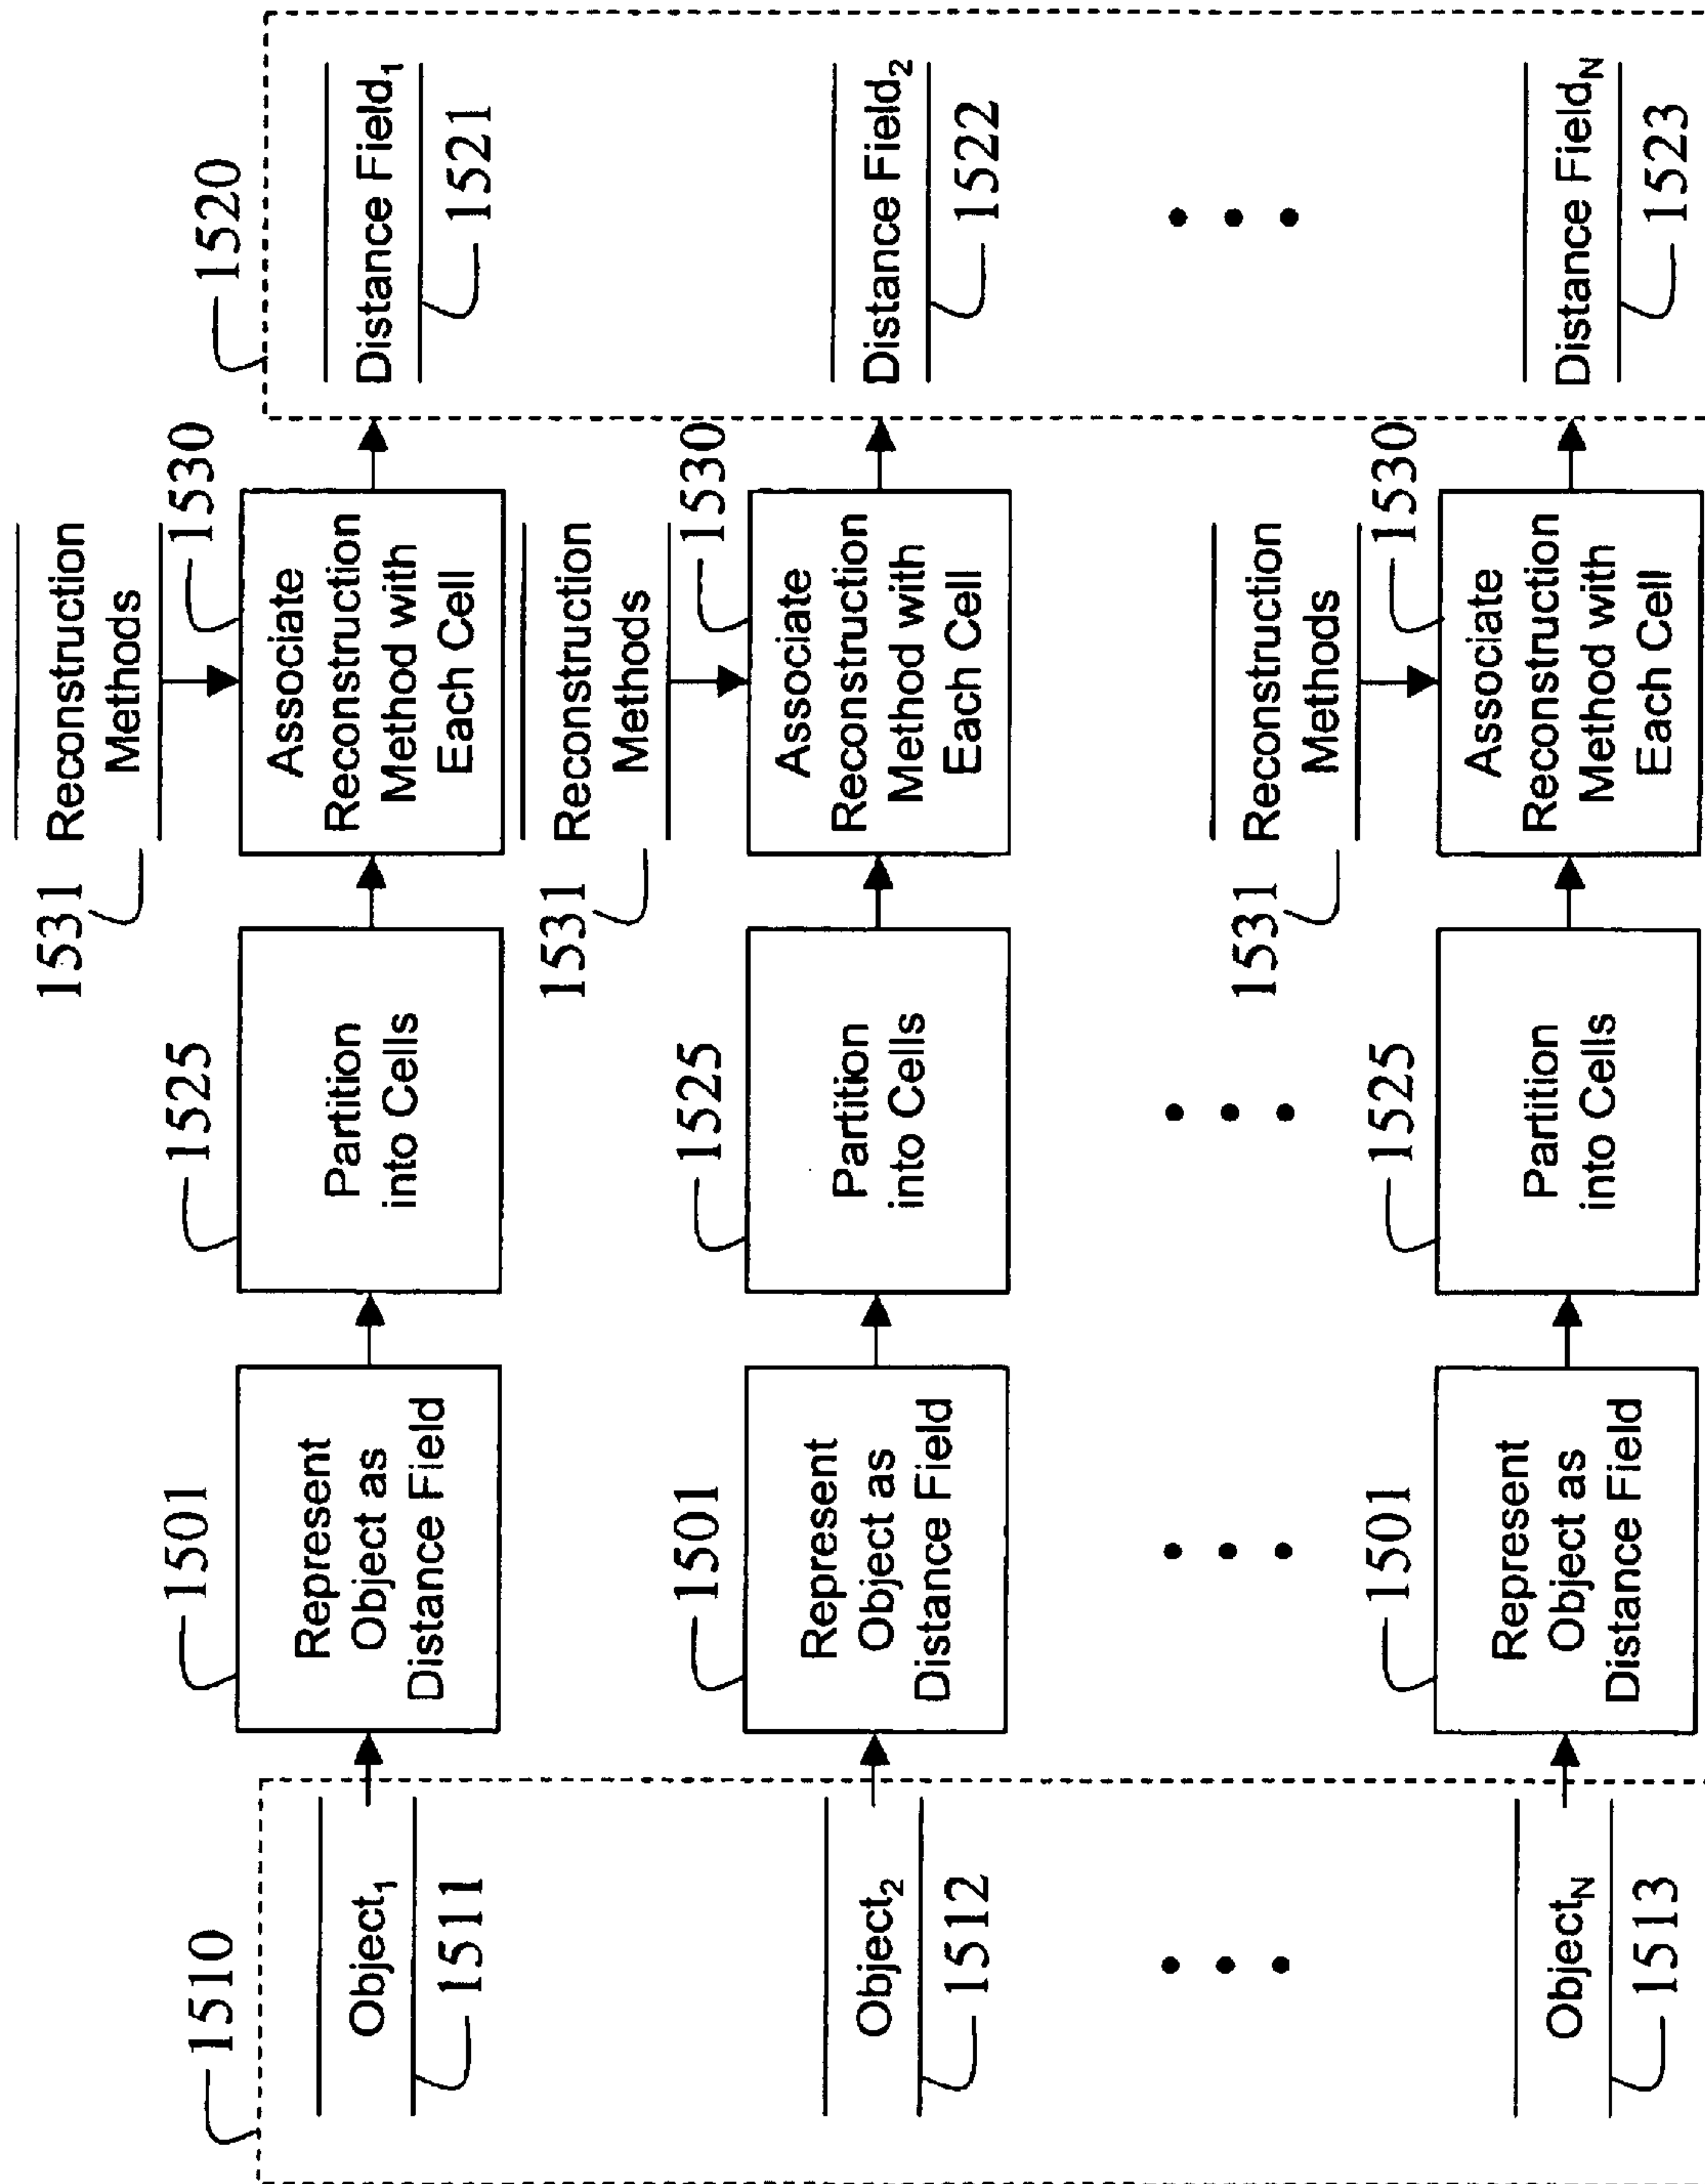 1510
Object1
1511
1501
Represent
Object as
Distance Field
1525
Partition
into Cells
1531
Reconstruction
Methods
1530
Associate
Reconstruction
Method with
Each Cell
1520
Distance Field1
1521
Object2
1512
1501
Represent
Object as
Distance Field
1525
Partition
into Cells
1531
Reconstruction
Methods
1530
Associate
Reconstruction
Method with
Each Cell
Distance Field2
1522
ObjectN
1513
1501
Represent
Object as
Distance Field
1525
Partition
into Cells
1531
Reconstruction
Methods
1530
Associate
Reconstruction
Method with
Each Cell
Distance FieldN
1523